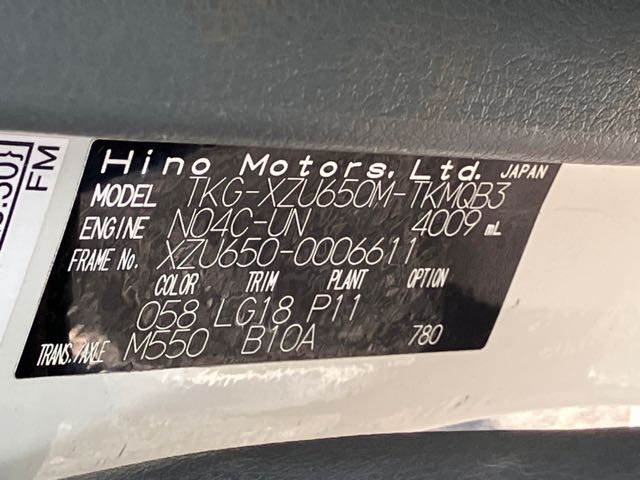 Hino Motors, Ltd. JAPAN
MODEL TKG-XZU650M-TKMQB3
ENGINE N04C-UN 4009 mL
FRAME No. XZU650-0006611
COLOR TRIM PLANT OPTION
058 LG18 P11
TRANS./AXLE M550 B10A 780
FM